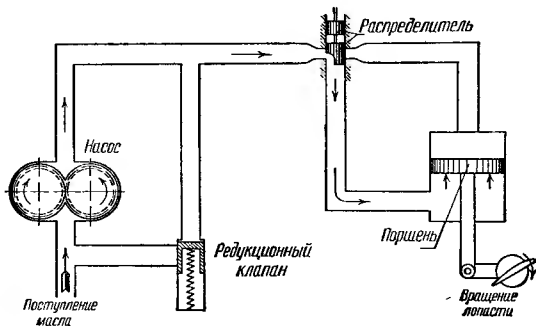 Распределитель
Насос
Редукционный
клапан
Поршень
Поступление
масла
Вращение
лопасти